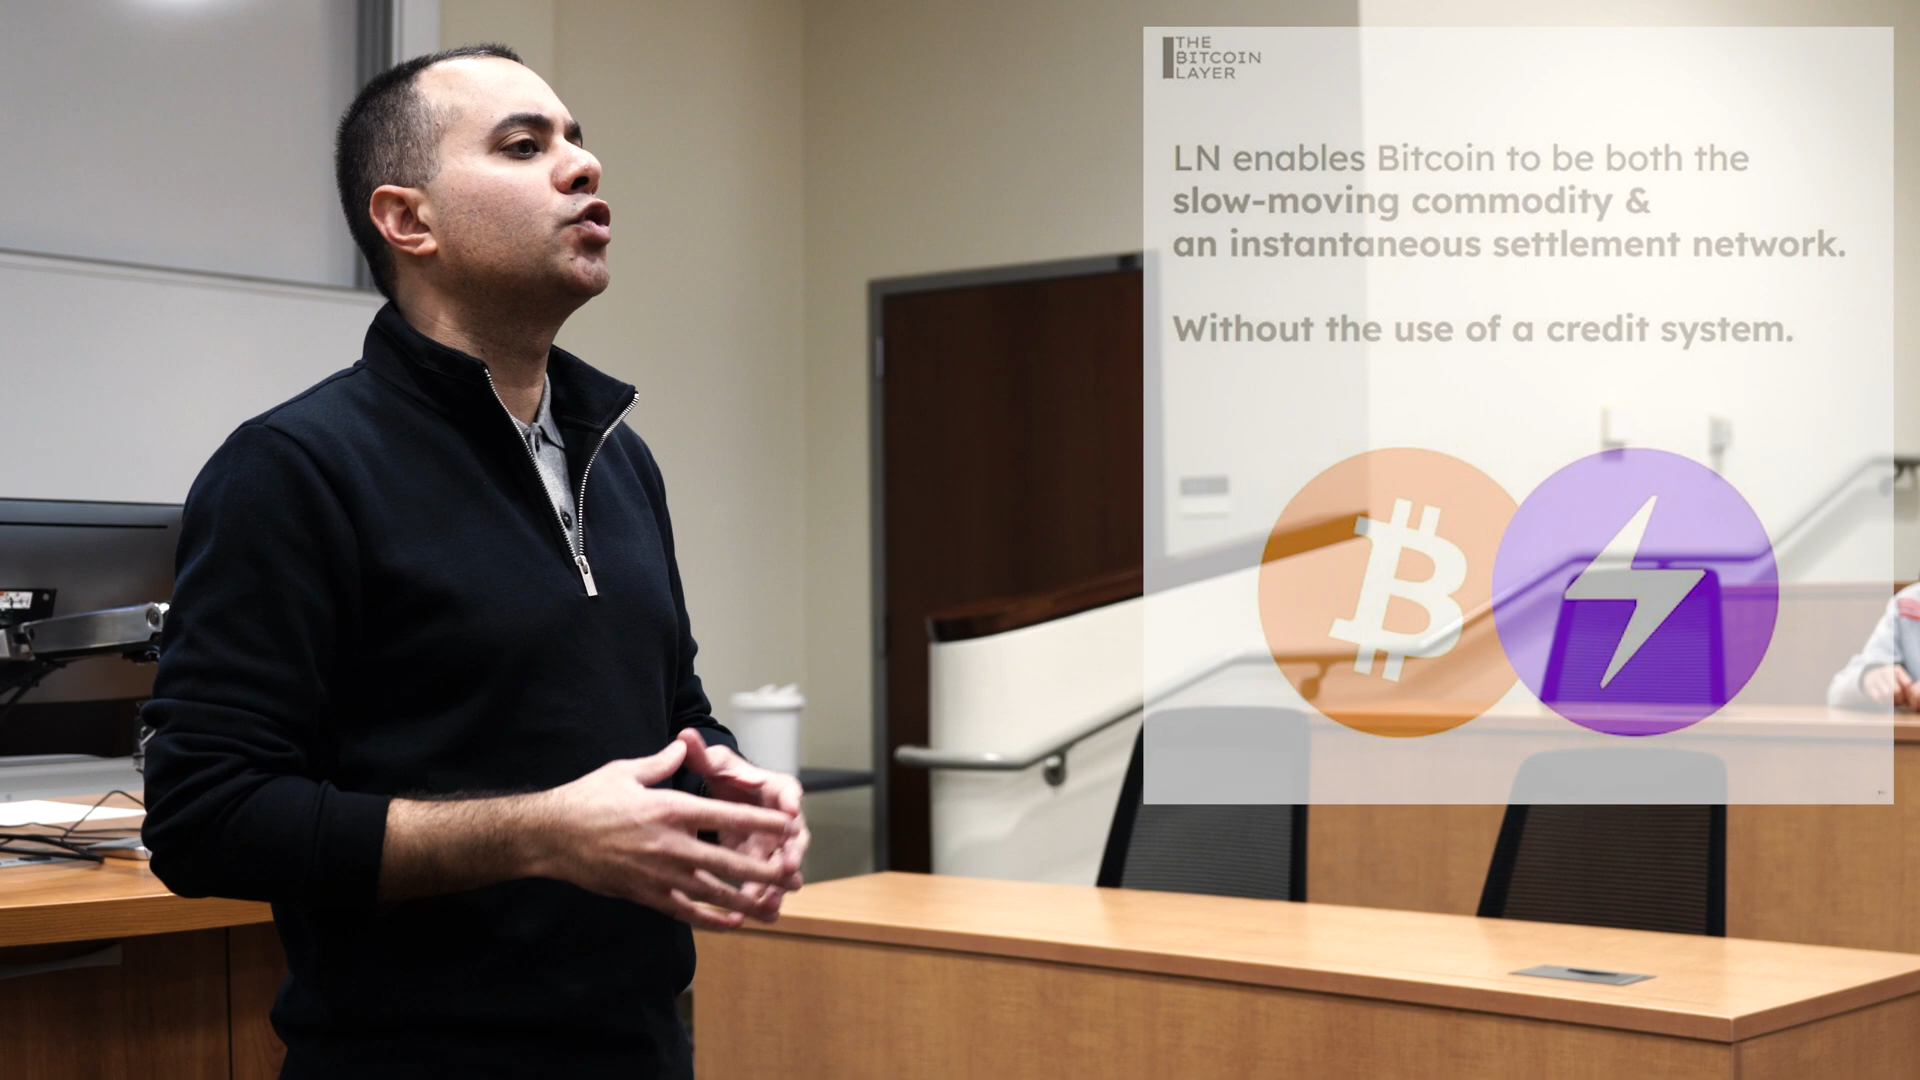 THE
BITCOIN
LAYER
LN enables Bitcoin to be both the
slow-moving commodity &
an instantaneous settlement network.
Without the use of a credit system.